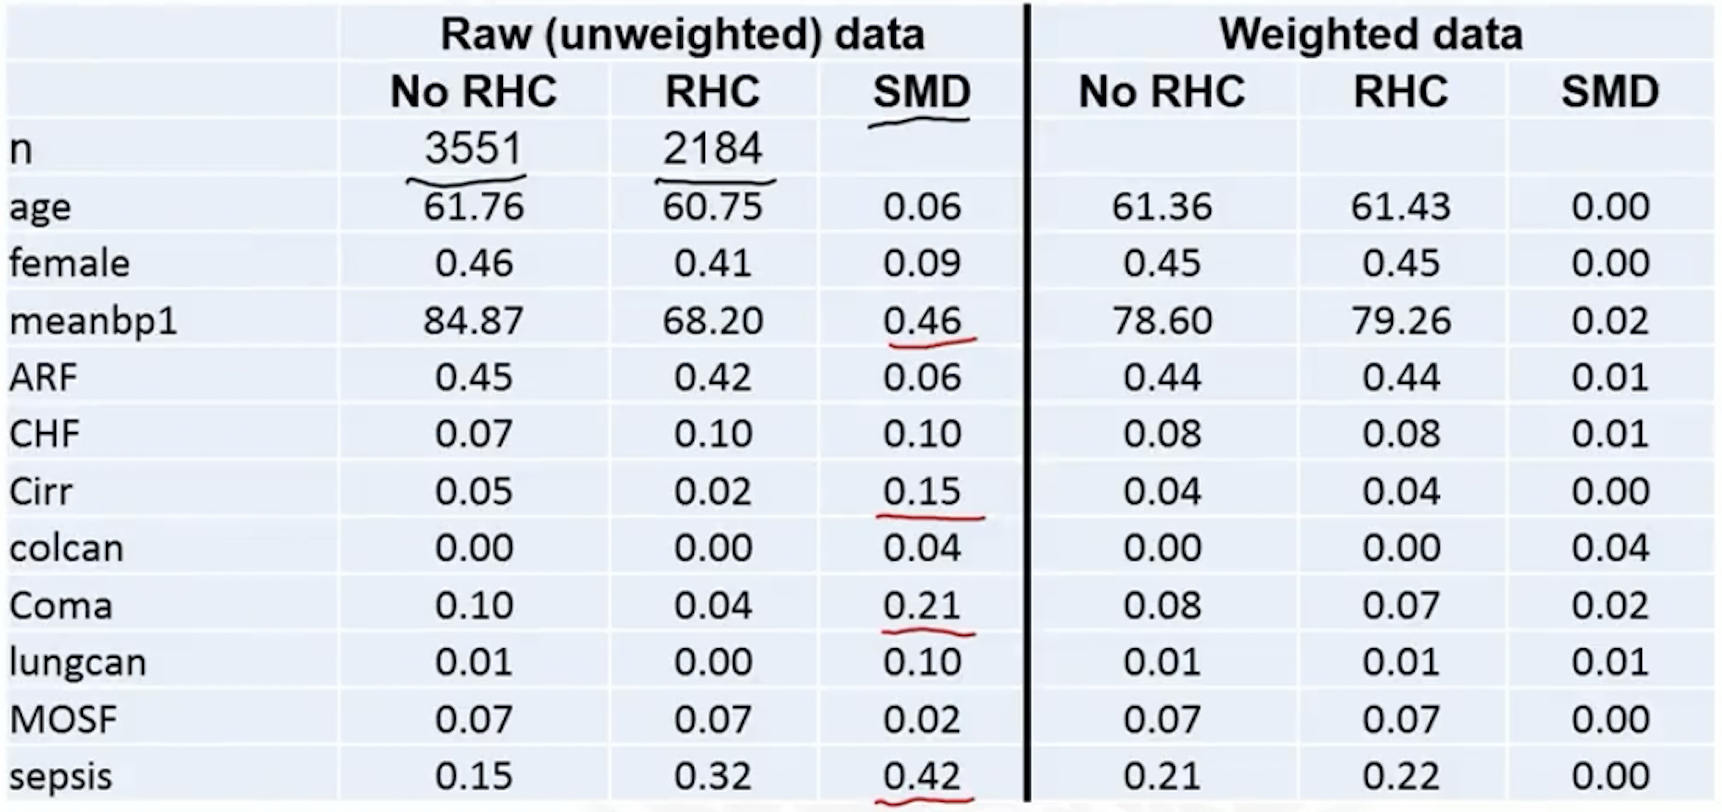 Raw (unweighted) data Weighted data
No RHC RHC SMD No RHC RHC SMD
n 3551 2184
age 61.76 60.75 0.06 61.36 61.43 0.00
female 0.46 0.41 0.09 0.45 0.45 0.00
meanbp1 84.87 68.20 0.46 78.60 79.26 0.02
ARF 0.45 0.42 0.06 0.44 0.44 0.01
CHF 0.07 0.10 0.10 0.08 0.08 0.01
Cirr 0.05 0.02 0.15 0.04 0.04 0.00
colcan 0.00 0.00 0.04 0.00 0.00 0.04
Coma 0.10 0.04 0.21 0.08 0.07 0.02
lungcan 0.01 0.00 0.10 0.01 0.01 0.01
MOSF 0.07 0.07 0.02 0.07 0.07 0.00
sepsis 0.15 0.32 0.42 0.21 0.22 0.00